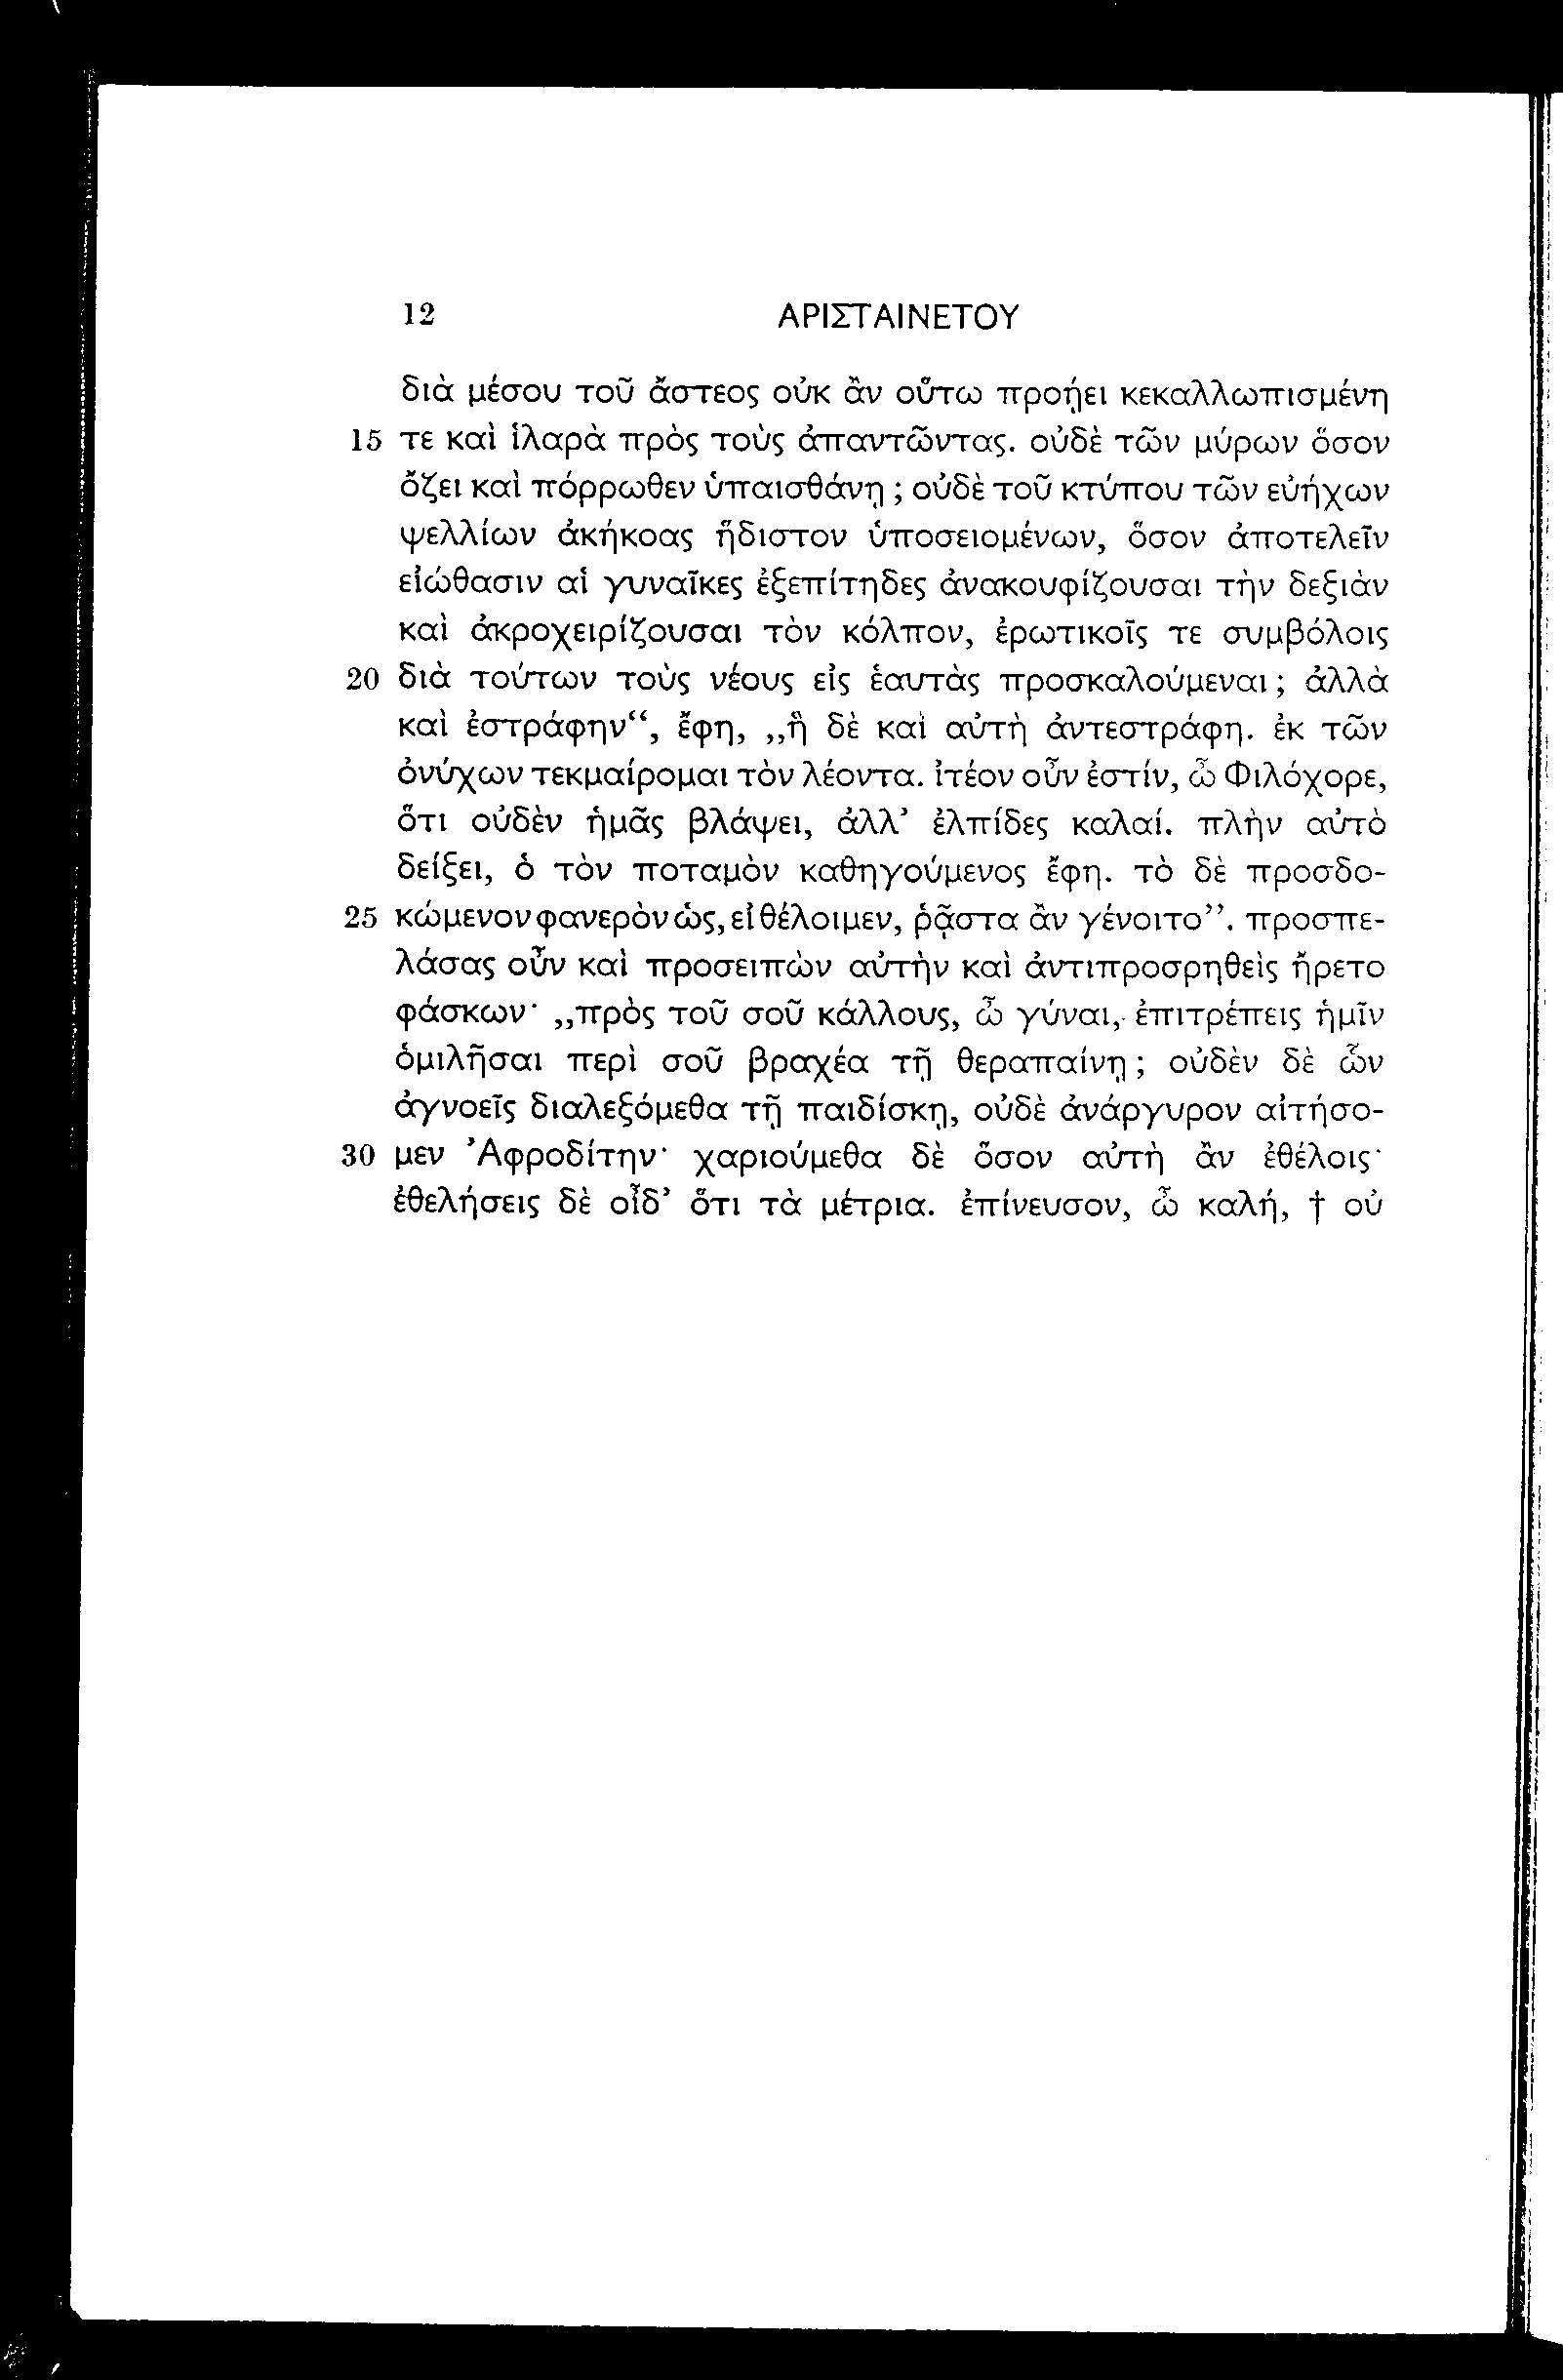 12 ΑΡΙΣΤΑΙΝΕΤΟΥ
διὰ μέσου τοῦ ἄστεος οὐκ ἂν οὕτω προῄει κεκαλλωπισμένη
15 τε καὶ ἱλαρὰ πρὸς τοὺς ἀπαντῶντας. οὐδὲ τῶν μύρων ὅσον
ὄζει καὶ πόρρωθεν ὑπαισθάνῃ ; οὐδὲ τοῦ κτύπου τῶν εὐήχων
ψελλίων ἀκήκοας ἥδιστον ὑποσειομένων, ὅσον ἀποτελεῖν
εἰώθασιν αἱ γυναῖκες ἐξεπίτηδες ἀνακουφίζουσαι τὴν δεξιὰν
καὶ ἀκροχειρίζουσαι τὸν κόλπον, ἐρωτικοῖς τε συμβόλοις
20 διὰ τούτων τοὺς νέους εἰς ἑαυτὰς προσκαλούμεναι ; ἀλλὰ
καὶ ἐστράφην“, ἔφη, „ἣ δὲ καὶ αὐτὴ ἀντεστράφη. ἐκ τῶν
ὀνύχων τεκμαίρομαι τὸν λέοντα. ἰτέον οὖν ἐστίν, ὦ Φιλόχορε,
ὅτι οὐδὲν ἡμᾶς βλάψει, ἀλλ’ ἐλπίδες καλαί. πλὴν αὐτὸ
δείξει, ὁ τὸν ποταμὸν καθηγούμενος ἔφη. τὸ δὲ προσδο-
25 κώμενον φανερὸν ὡς, εἰ θέλοιμεν, ῥᾷστα ἂν γένοιτο”. προσπε-
λάσας οὖν καὶ προσειπὼν αὐτὴν καὶ ἀντιπροσρηθεὶς ἤρετο
φάσκων· „πρὸς τοῦ σοῦ κάλλους, ὦ γύναι, ἐπιτρέπεις ἡμῖν
ὁμιλῆσαι περὶ σοῦ βραχέα τῇ θεραπαίνῃ ; οὐδὲν δὲ ὧν
ἀγνοεῖς διαλεξόμεθα τῇ παιδίσκῃ, οὐδὲ ἀνάργυρον αἰτήσο-
30 μεν Ἀφροδίτην· χαριούμεθα δὲ ὅσον αὐτὴ ἂν ἐθέλοις·
ἐθελήσεις δὲ οἶδ’ ὅτι τὰ μέτρια. ἐπίνευσον, ὦ καλή, † οὐ